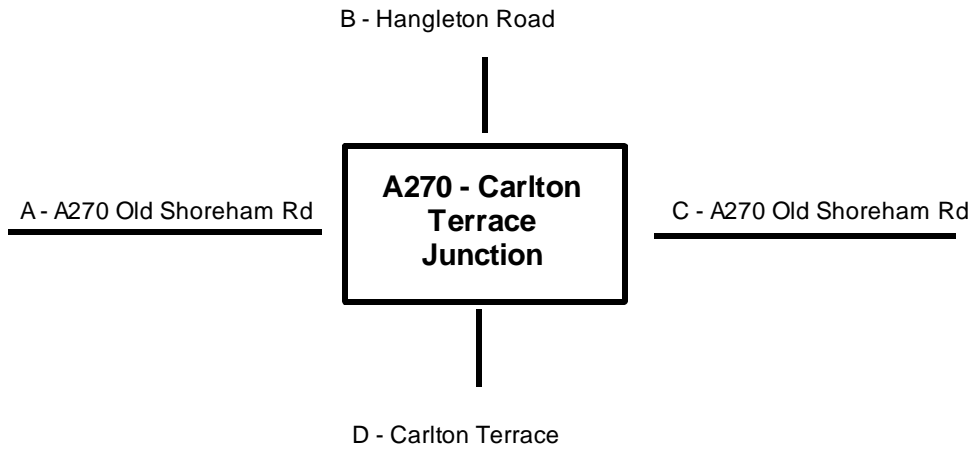 B - Hangleton Road
A - A270 Old Shoreham Rd
A270 - Carlton
Terrace
Junction
C - A270 Old Shoreham Rd
D - Carlton Terrace